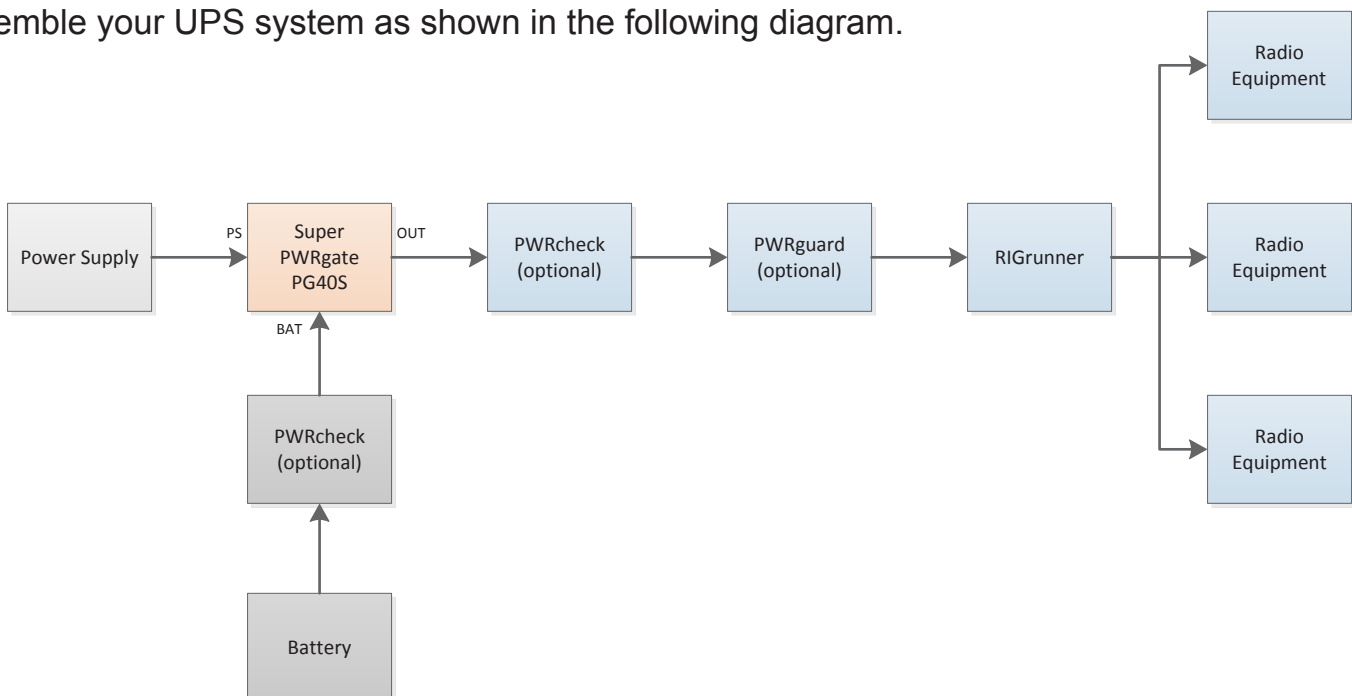 emble your UPS system as shown in the following diagram.
Radio
Equipment
Power Supply
PS
Super
PWRgate
PG40S
OUT
BAT
PWRcheck
(optional)
PWRguard
(optional)
RIGrunner
Radio
Equipment
PWRcheck
(optional)
Radio
Equipment
Battery